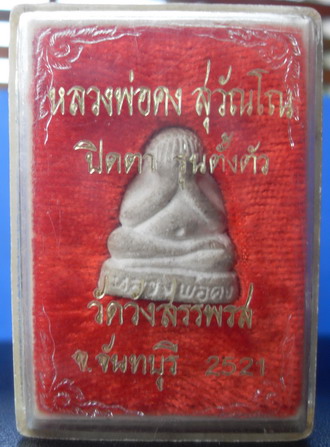 หลวงพ่อคง สุวัณโณ
ปิดตา รุ่นตั้งตัว
หลวงพ่อคง
วัดวังสรรพรส
จ.จันทบุรี 2521